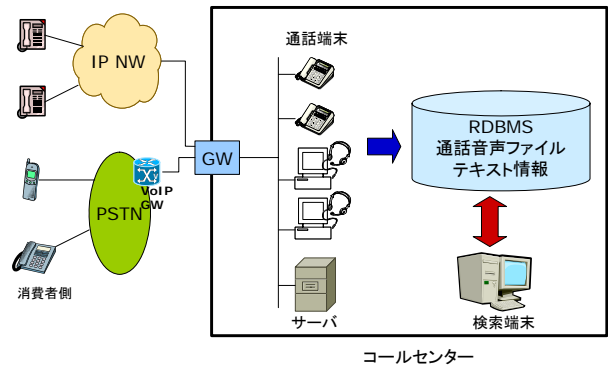 通話端末
IP NW
RDBMS
通話音声ファイル
テキスト情報
GW
VoIP
GW
PSTN
消費者側
サーバ
検索端末
コールセンター